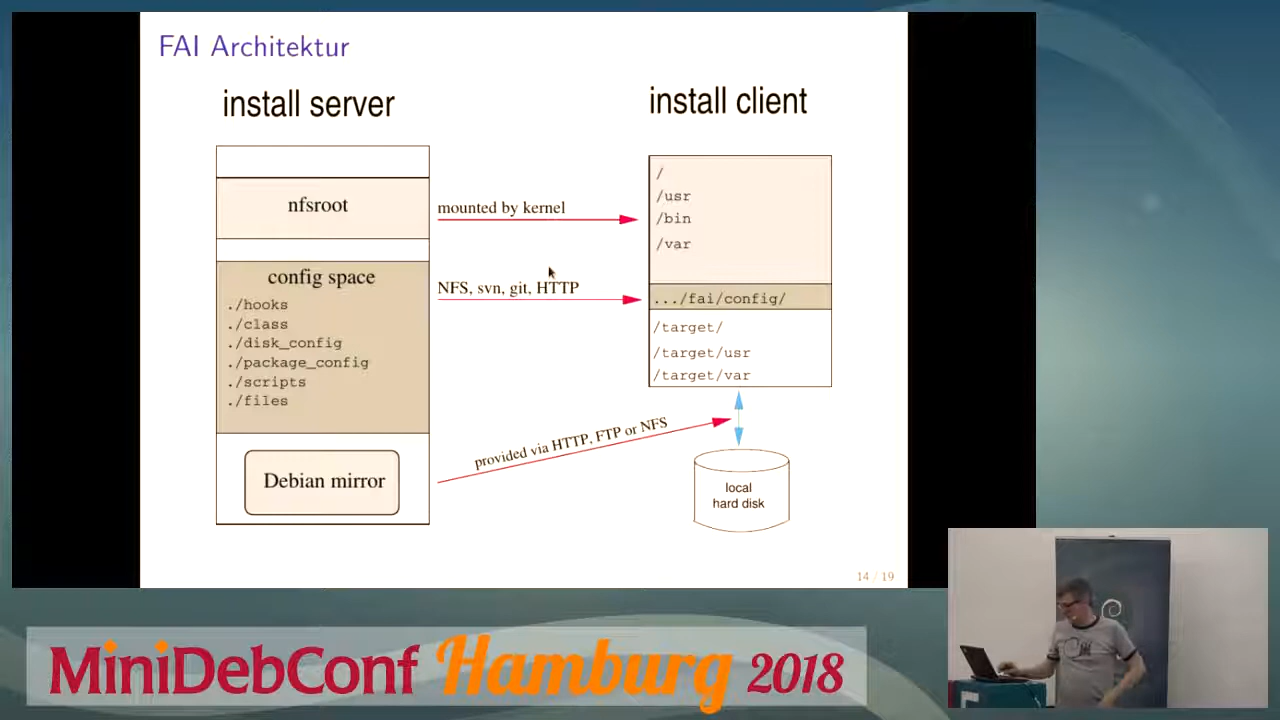 FAI Architektur
install server
install client
nfsroot
mounted by kernel
/
/usr
/bin
/var
config space
./hooks
./class
./disk_config
./package_config
./scripts
./files
NFS, svn, git, HTTP
.../fai/config/
/target/
/target/usr
/target/var
provided via HTTP, FTP or NFS
Debian mirror
local
hard disk
14 / 19
MiniDebConf Hamburg 2018